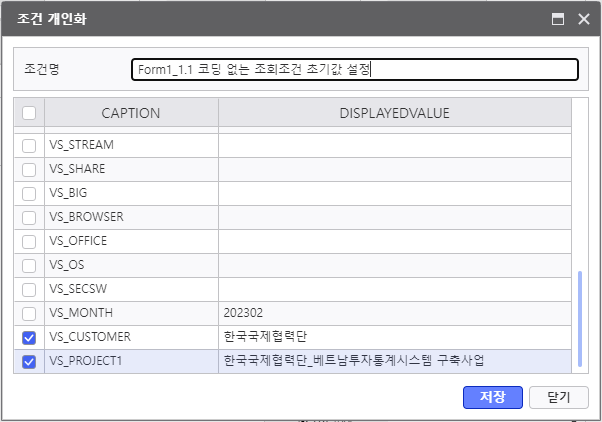 조건 개인화
조건명 Form1_1.1 코딩 없는 조회조건 초기값 설정
CAPTION DISPLAYEDVALUE
VS_STREAM
VS_SHARE
VS_BIG
VS_BROWSER
VS_OFFICE
VS_OS
VS_SECSW
VS_MONTH 202302
VS_CUSTOMER 한국국제협력단
VS_PROJECT1 한국국제협력단_베트남투자통계시스템 구축사업
저장 닫기